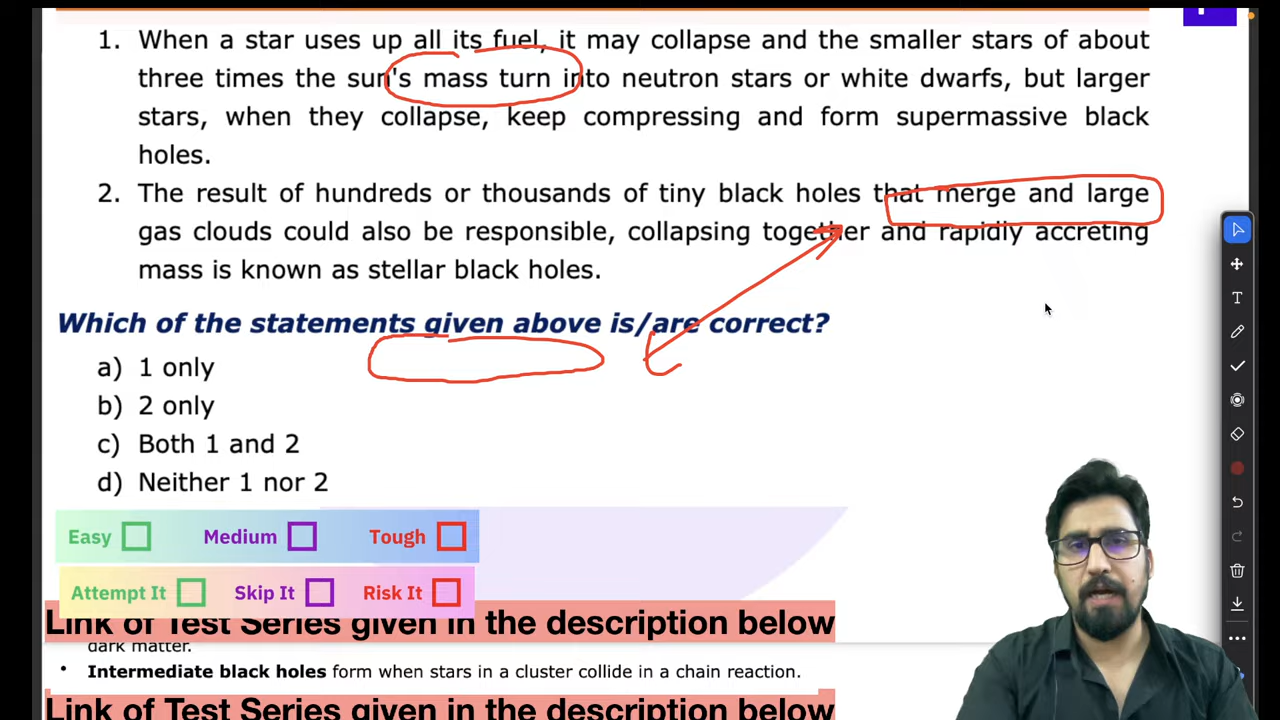 1. When a star uses up all its fuel, it may collapse and the smaller stars of about
three times the sun's mass turn into neutron stars or white dwarfs, but larger
stars, when they collapse, keep compressing and form supermassive black
holes.
2. The result of hundreds or thousands of tiny black holes that merge and large
gas clouds could also be responsible, collapsing together and rapidly accreting
mass is known as stellar black holes.
Which of the statements given above is/are correct?
a) 1 only
b) 2 only
c) Both 1 and 2
d) Neither 1 nor 2
Easy Medium Tough
Attempt It Skip It Risk It
Link of Test Series given in the description below
dark matter.
• Intermediate black holes form when stars in a cluster collide in a chain reaction.
Link of Test Series given in the description below